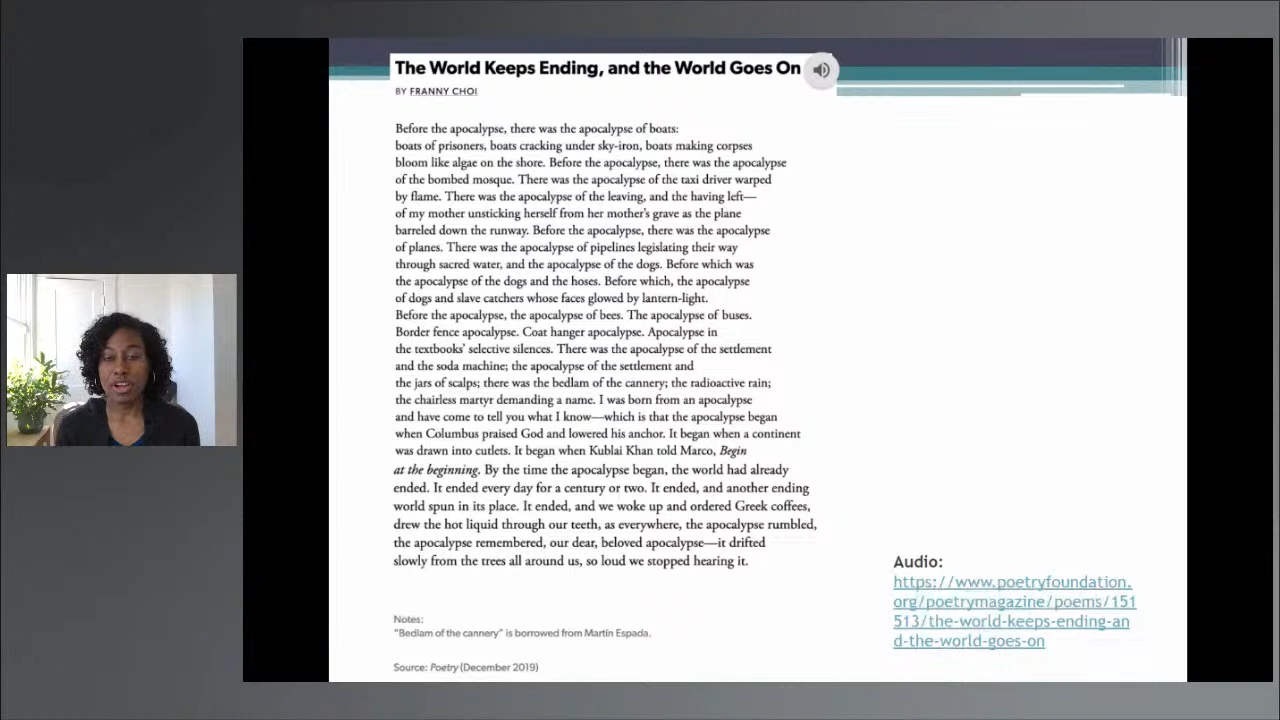 The World Keeps Ending, and the World Goes On
BY FRANNY CHOI
Before the apocalypse, there was the apocalypse of boats:
boats of prisoners, boats cracking under sky-iron, boats making corpses
bloom like algae on the shore. Before the apocalypse, there was the apocalypse
of the bombed mosque. There was the apocalypse of the taxi driver warped
by flame. There was the apocalypse of the leaving, and the having left—
of my mother unsticking herself from her mother's grave as the plane
barreled down the runway. Before the apocalypse, there was the apocalypse
of planes. There was the apocalypse of pipelines legislating their way
through sacred water, and the apocalypse of the dogs. Before which was
the apocalypse of the dogs and the hoses. Before which, the apocalypse
of dogs and slave catchers whose faces glowed by lantern-light.
Before the apocalypse, the apocalypse of bees. The apocalypse of buses.
Border fence apocalypse. Coat hanger apocalypse. Apocalypse in
the textbooks' selective silences. There was the apocalypse of the settlement
and the soda machine; the apocalypse of the settlement and
the jars of scalps; there was the bedlam of the cannery; the radioactive rain;
the chairless martyr demanding a name. I was born from an apocalypse
and have come to tell you what I know—which is that the apocalypse began
when Columbus praised God and lowered his anchor. It began when a continent
was drawn into cutlets. It began when Kublai Khan told Marco, Begin
at the beginning. By the time the apocalypse began, the world had already
ended. It ended every day for a century or two. It ended, and another ending
world spun in its place. It ended, and we woke up and ordered Greek coffees,
drew the hot liquid through our teeth, as everywhere, the apocalypse rumbled,
the apocalypse remembered, our dear, beloved apocalypse—it drifted
slowly from the trees all around us, so loud we stopped hearing it.
Notes:
"Bedlam of the cannery" is borrowed from Martín Espada.
Source: Poetry (December 2019)
Audio:
https://www.poetryfoundation.
org/poetrymagazine/poems/151
513/the-world-keeps-ending-an
d-the-world-goes-on